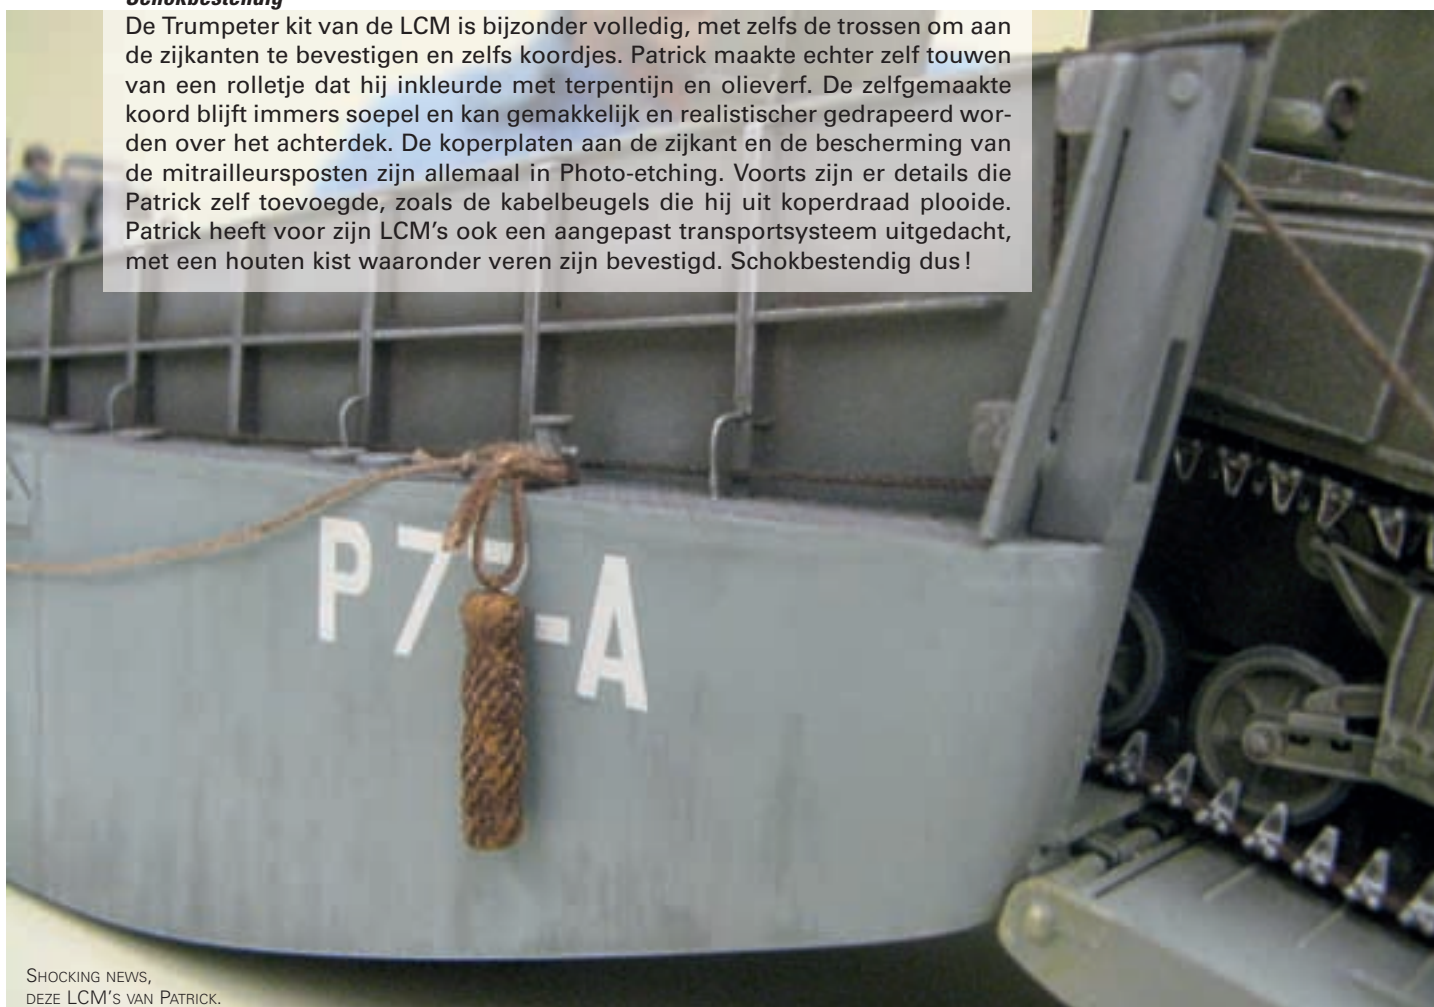 Schokbestendig
De Trumpeter kit van de LCM is bijzonder volledig, met zelfs de trossen om aan
de zijkanten te bevestigen en zelfs koordjes. Patrick maakte echter zelf touwen
van een rolletje dat hij inkleurde met terpentijn en olieverf. De zelfgemaakte
koord blijft immers soepel en kan gemakkelijk en realistischer gedrapeerd wor-
den over het achterdek. De koperplaten aan de zijkant en de bescherming van
de mitrailleursposten zijn allemaal in Photo-etching. Voorts zijn er details die
Patrick zelf toevoegde, zoals de kabelbeugels die hij uit koperdraad plooide.
Patrick heeft voor zijn LCM's ook een aangepast transportsysteem uitgedacht,
met een houten kist waaronder veren zijn bevestigd. Schokbestendig dus !
SHOCKING NEWS,
DEZE LCM'S VAN PATRICK.